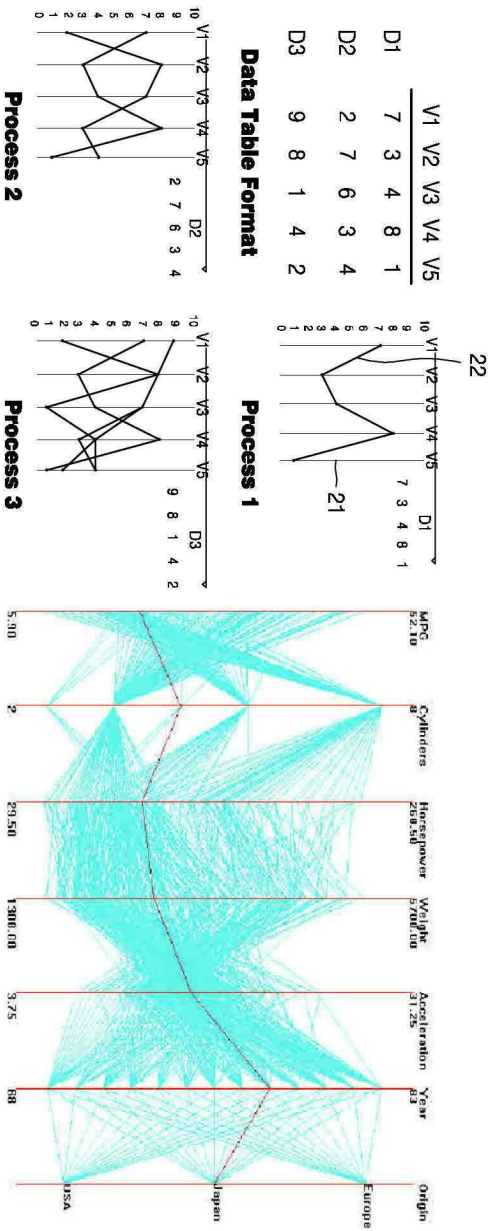 V1 V2 V3 V4 V5
D1 7 3 4 8 1
D2 2 7 6 3 4
D3 9 8 1 4 2
Data Table Format
22
21
10
9
8
7
6
5
4
3
2
1
0
V1 V2 V3 V4 V5
D1
7 3 4 8 1
Process 1
10
9
8
7
6
5
4
3
2
1
0
V1 V2 V3 V4 V5
D2
2 7 6 3 4
Process 2
10
9
8
7
6
5
4
3
2
1
0
V1 V2 V3 V4 V5
D3
9 8 1 4 2
Process 3
MPG Cylinders Horsepower Weight Acceleration Year Origin
52.10 8 260.50 5700.00 31.25 83
Europe
Japan
USA
5.90 2 29.50 1300.00 3.75 68